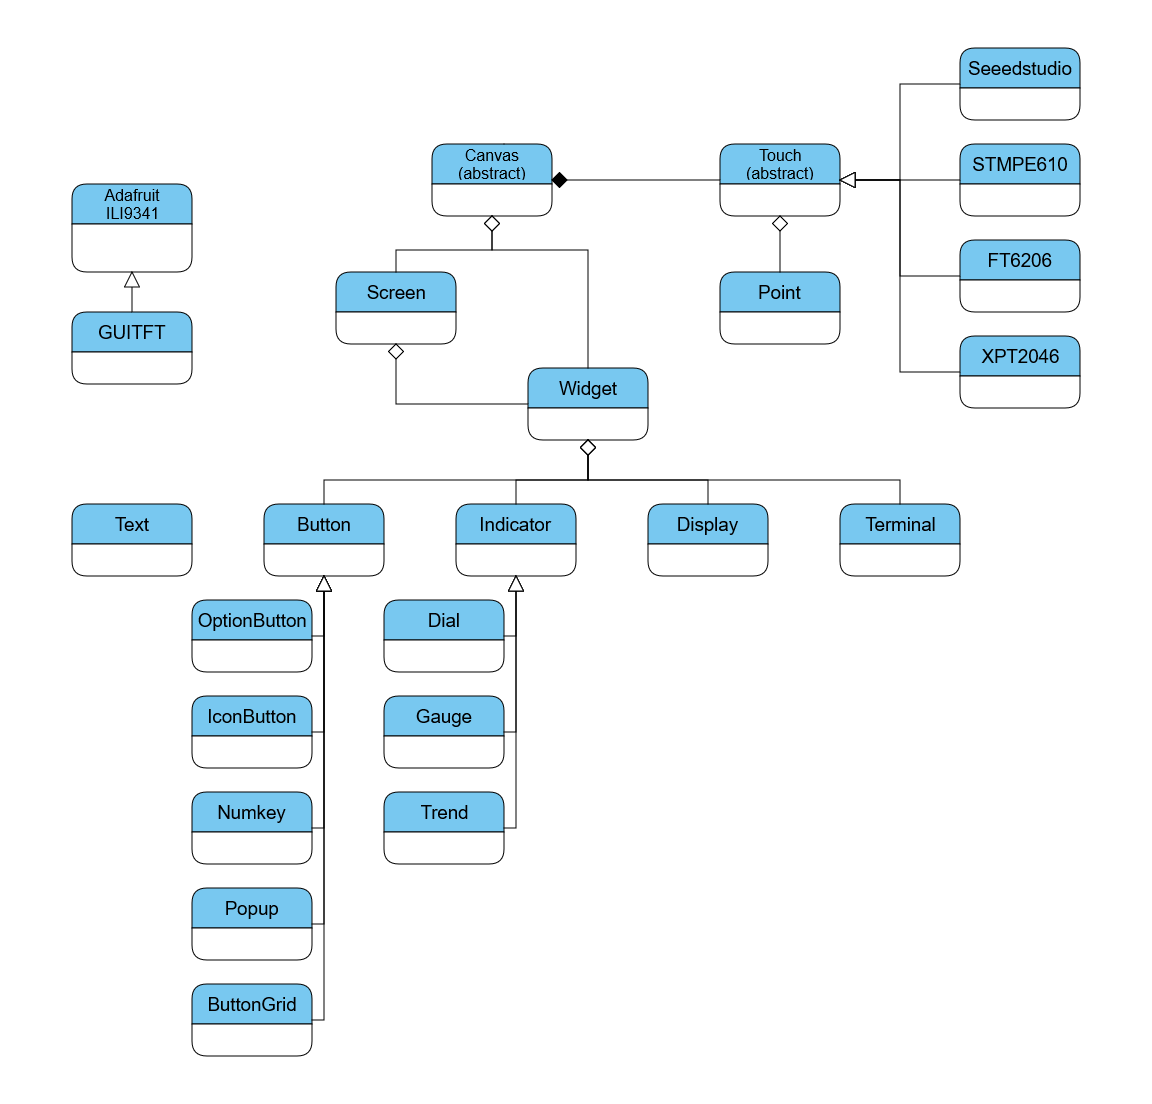 Seeedstudio
Canvas
(abstract)
Touch
(abstract)
STMPE610
Adafruit
ILI9341
FT6206
Screen
Point
GUITFT
XPT2046
Widget
Text
Button
Indicator
Display
Terminal
OptionButton
Dial
IconButton
Gauge
Numkey
Trend
Popup
ButtonGrid